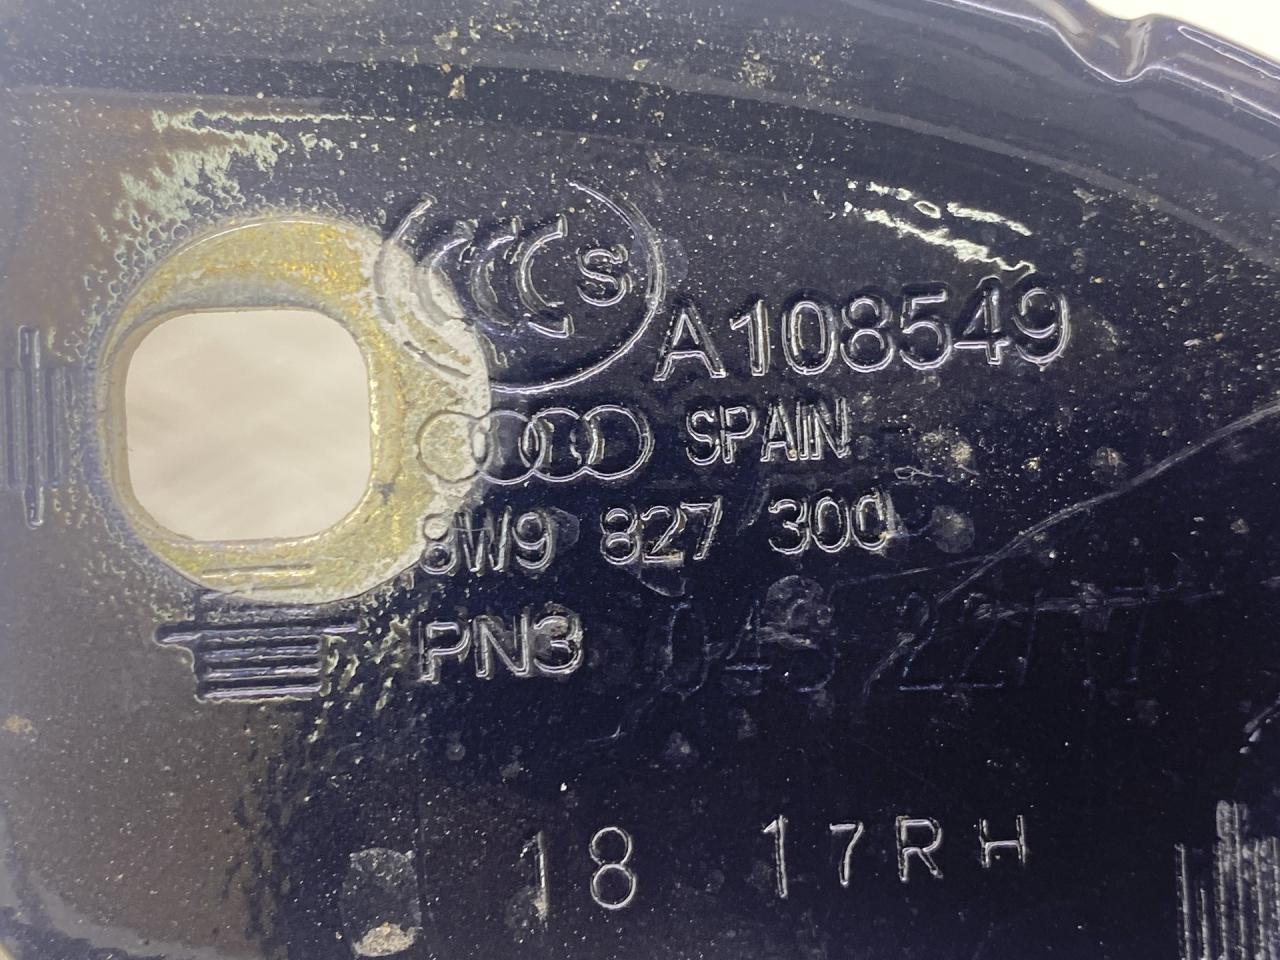 S
A108549
SPAIN
8W9 827 300
PN3
18 17RH